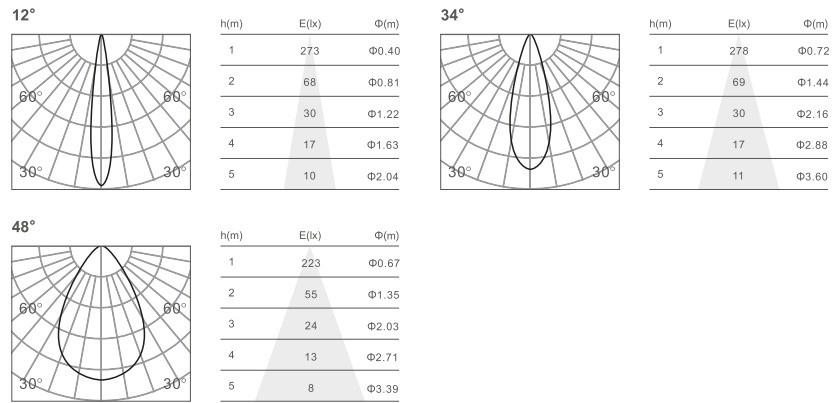 12°
h(m) E(lx) Φ(m)
1 273 Φ0.40
2 68 Φ0.81
3 30 Φ1.22
4 17 Φ1.63
5 10 Φ2.04
60° 60°
30° 30°
34°
h(m) E(lx) Φ(m)
1 278 Φ0.72
2 69 Φ1.44
3 30 Φ2.16
4 17 Φ2.88
5 11 Φ3.60
60° 60°
30° 30°
48°
h(m) E(lx) Φ(m)
1 223 Φ0.67
2 55 Φ1.35
3 24 Φ2.03
4 13 Φ2.71
5 8 Φ3.39
60° 60°
30° 30°